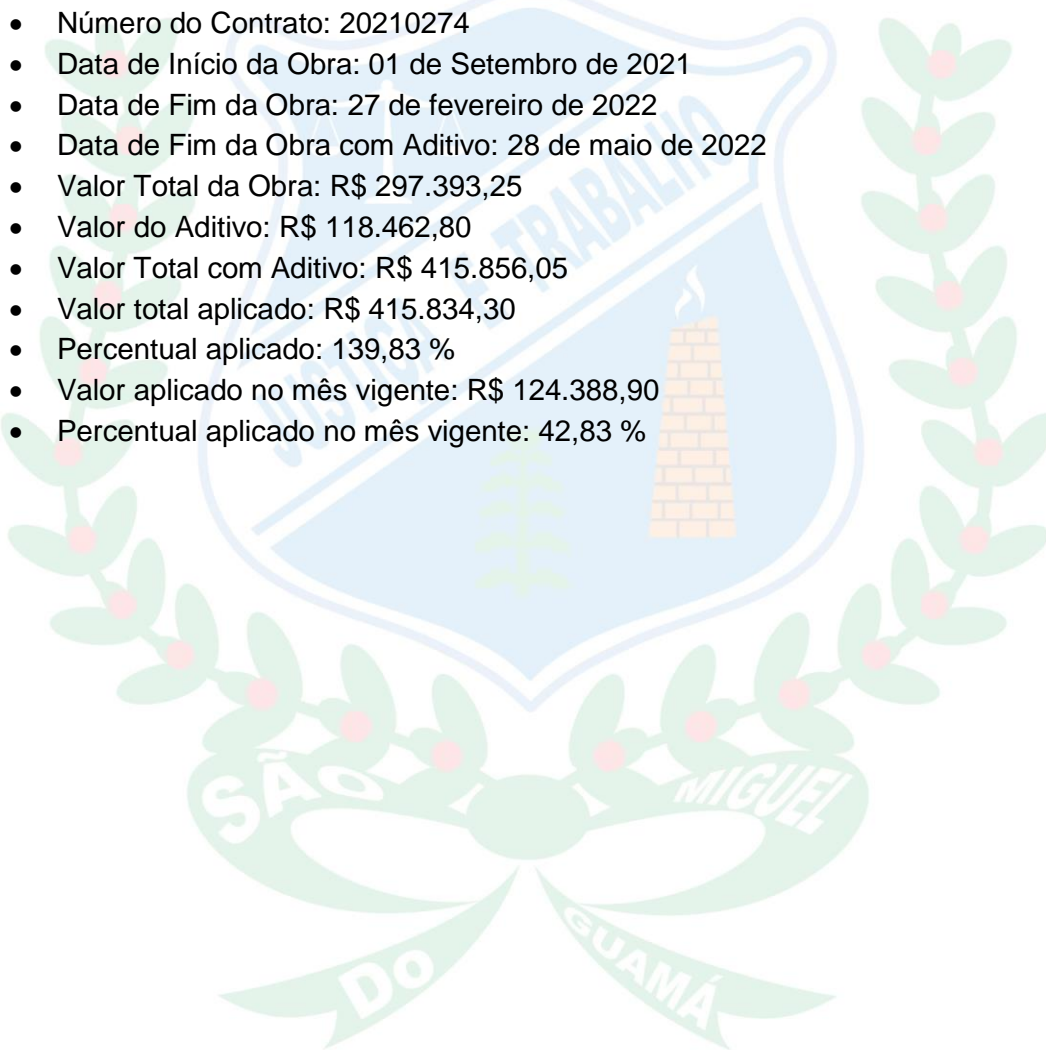 • Número do Contrato: 20210274
• Data de Início da Obra: 01 de Setembro de 2021
• Data de Fim da Obra: 27 de fevereiro de 2022
• Data de Fim da Obra com Aditivo: 28 de maio de 2022
• Valor Total da Obra: R$ 297.393,25
• Valor do Aditivo: R$ 118.462,80
• Valor Total com Aditivo: R$ 415.856,05
• Valor total aplicado: R$ 415.834,30
• Percentual aplicado: 139,83 %
• Valor aplicado no mês vigente: R$ 124.388,90
• Percentual aplicado no mês vigente: 42,83 %
JUSTIÇA E TRABALHO
SÃO MIGUEL
DO GUAMÁ